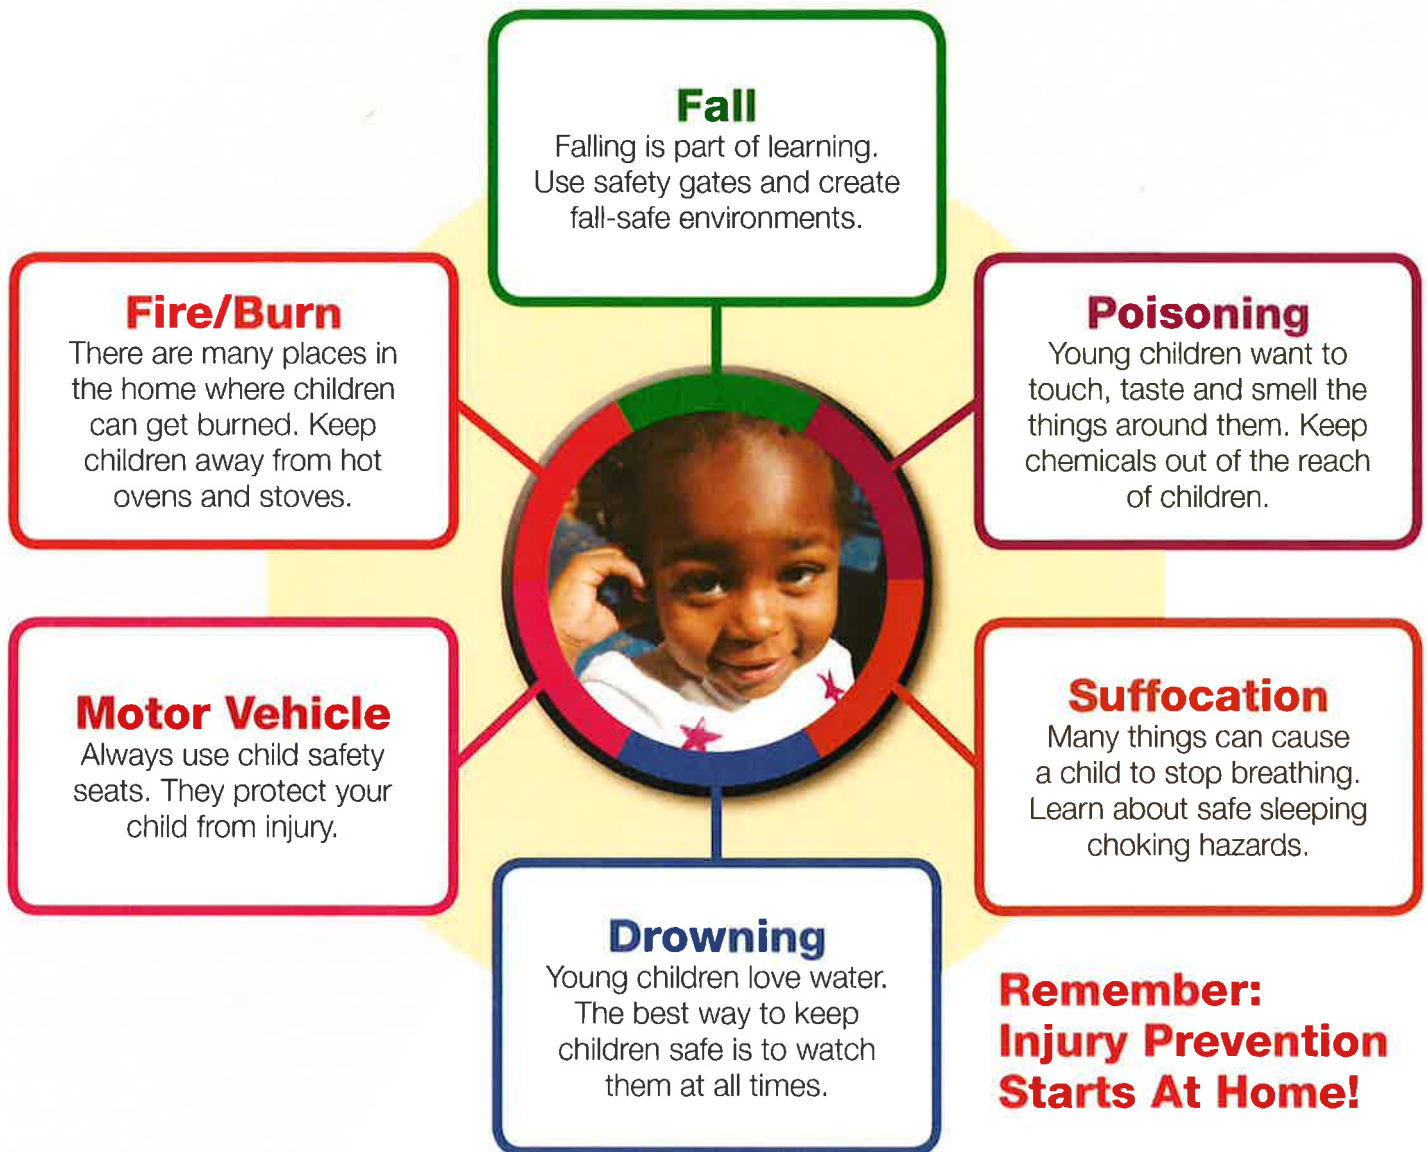 Fall
Falling is part of learning.
Use safety gates and create
fall-safe environments.
Fire/Burn
There are many places in
the home where children
can get burned. Keep
children away from hot
ovens and stoves.
Poisoning
Young children want to
touch, taste and smell the
things around them. Keep
chemicals out of the reach
of children.
Motor Vehicle
Always use child safety
seats. They protect your
child from injury.
Suffocation
Many things can cause
a child to stop breathing.
Learn about safe sleeping
choking hazards.
Drowning
Young children love water.
The best way to keep
children safe is to watch
them at all times.
Remember:
Injury Prevention
Starts At Home!